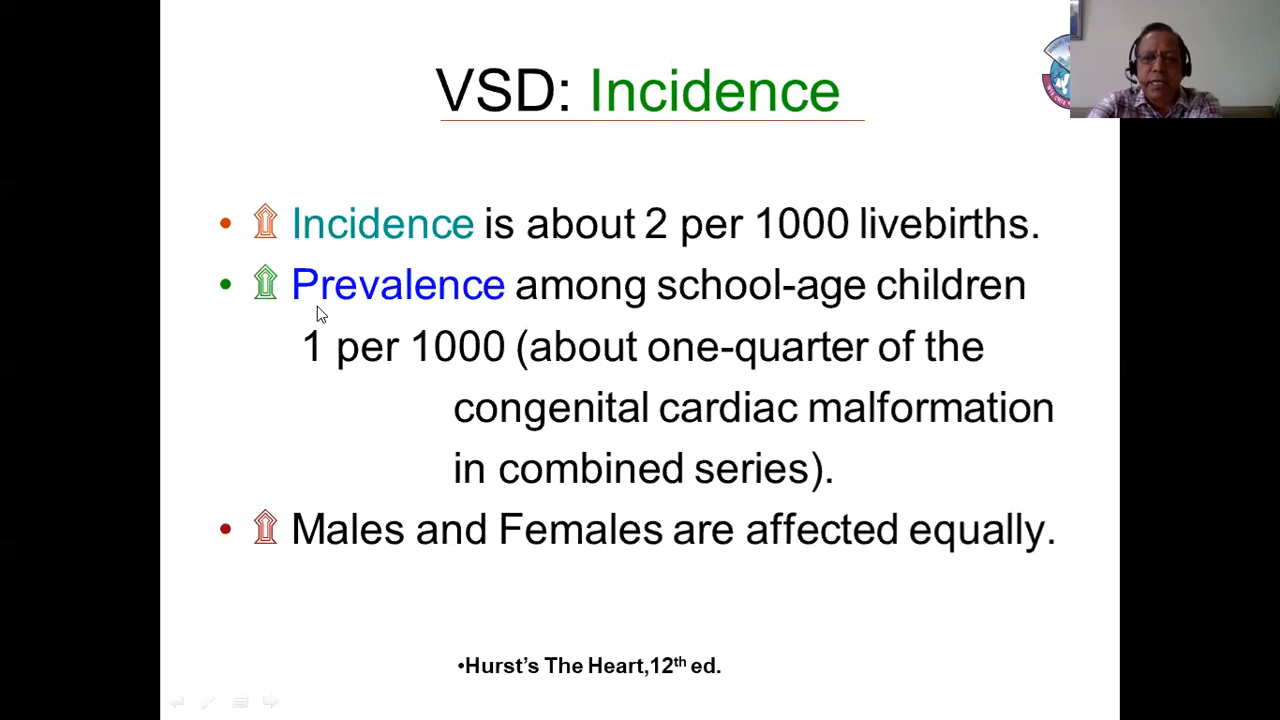 VSD: Incidence
• ۩ Incidence is about 2 per 1000 livebirths.
• ۩ Prevalence among school-age children
1 per 1000 (about one-quarter of the
congenital cardiac malformation
in combined series).
• ۩ Males and Females are affected equally.
•Hurst’s The Heart,12th ed.